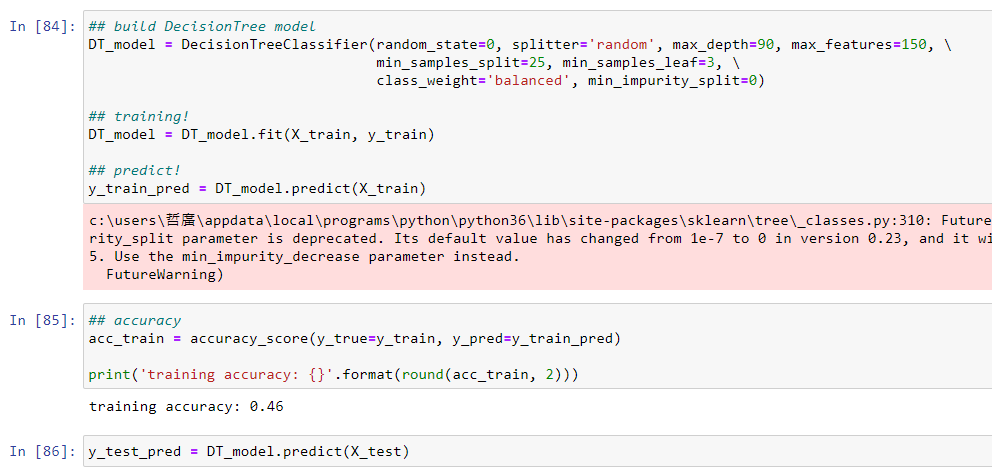 In [84]: ## build DecisionTree model
DT_model = DecisionTreeClassifier(random_state=0, splitter='random', max_depth=90, max_features=150, \
min_samples_split=25, min_samples_leaf=3, \
class_weight='balanced', min_impurity_split=0)
## training!
DT_model = DT_model.fit(X_train, y_train)
## predict!
y_train_pred = DT_model.predict(X_train)
c:\users\哲廣\appdata\local\programs\python\python36\lib\site-packages\sklearn\tree\_classes.py:310: Future
rity_split parameter is deprecated. Its default value has changed from 1e-7 to 0 in version 0.23, and it wi
5. Use the min_impurity_decrease parameter instead.
FutureWarning)
In [85]: ## accuracy
acc_train = accuracy_score(y_true=y_train, y_pred=y_train_pred)
print('training accuracy: {}'.format(round(acc_train, 2)))
training accuracy: 0.46
In [86]: y_test_pred = DT_model.predict(X_test)